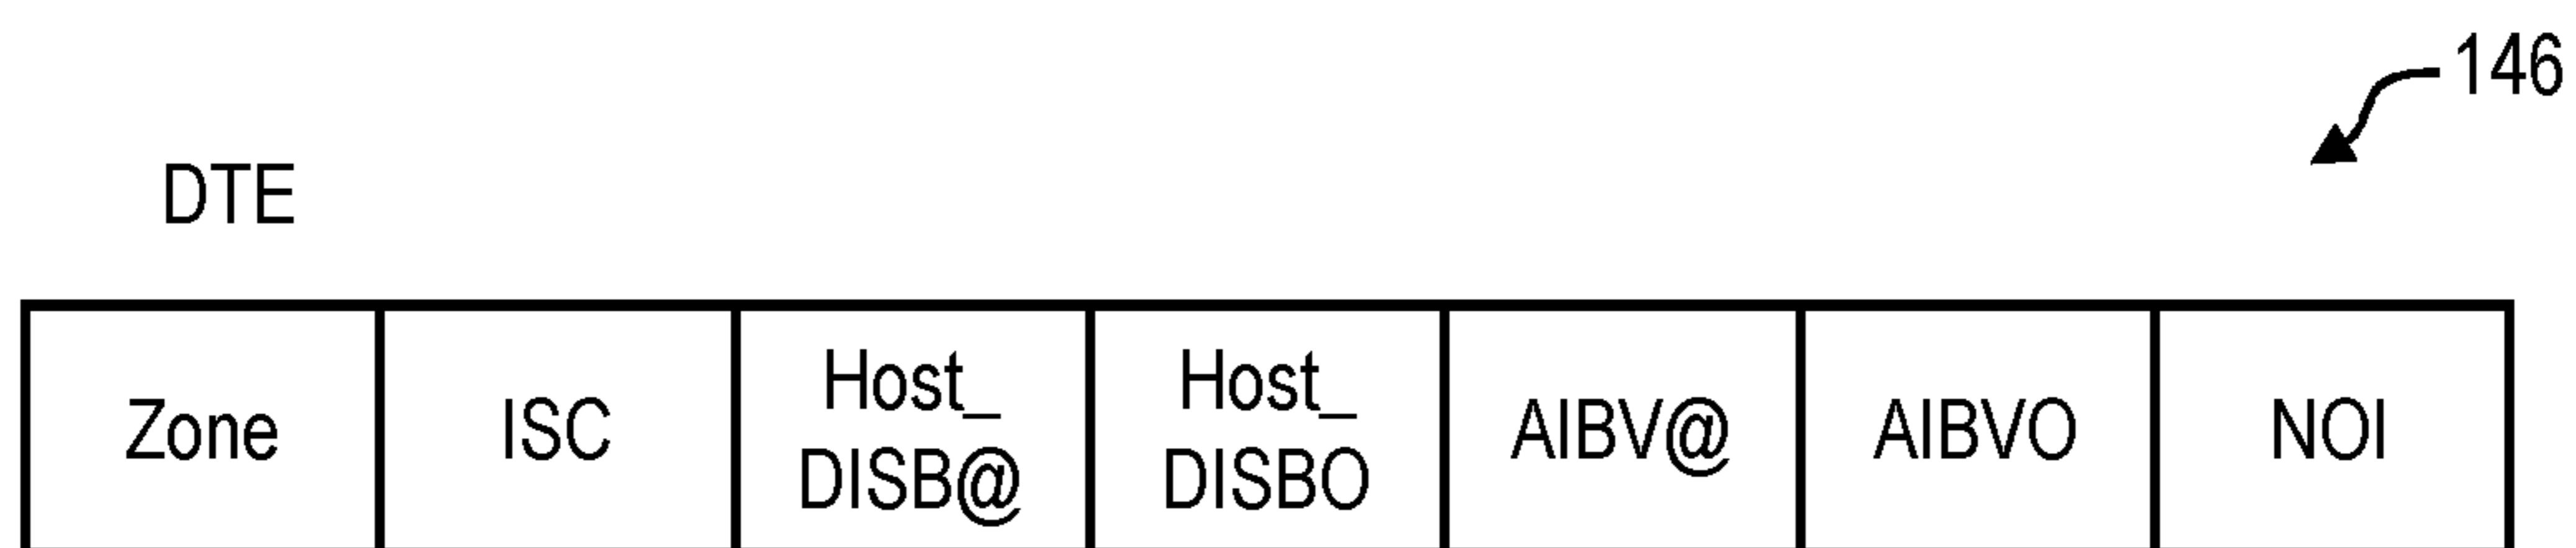 146
DTE
Zone ISC Host_ Host_ AIBV@ AIBVO NOI
DISB@ DISBO